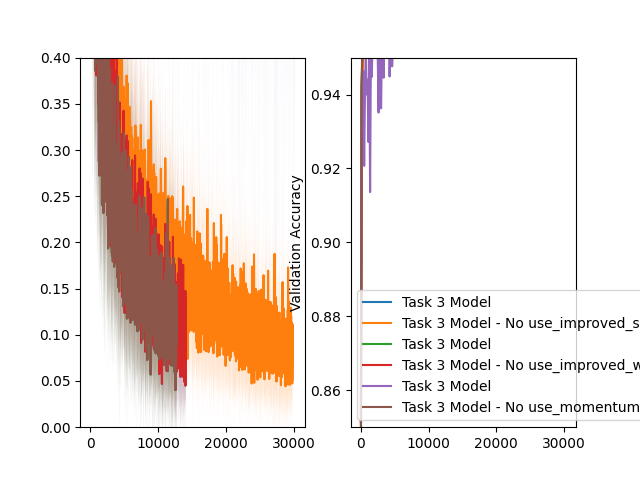 0.40
0.35
0.30
0.25
0.20
0.15
0.10
0.05
0.00
0 10000 20000 30000
Validation Accuracy
0.94
0.92
0.90
0.88
0.86
0 10000 20000 30000
Task 3 Model
Task 3 Model - No use_improved_s
Task 3 Model
Task 3 Model - No use_improved_w
Task 3 Model
Task 3 Model - No use_momentum